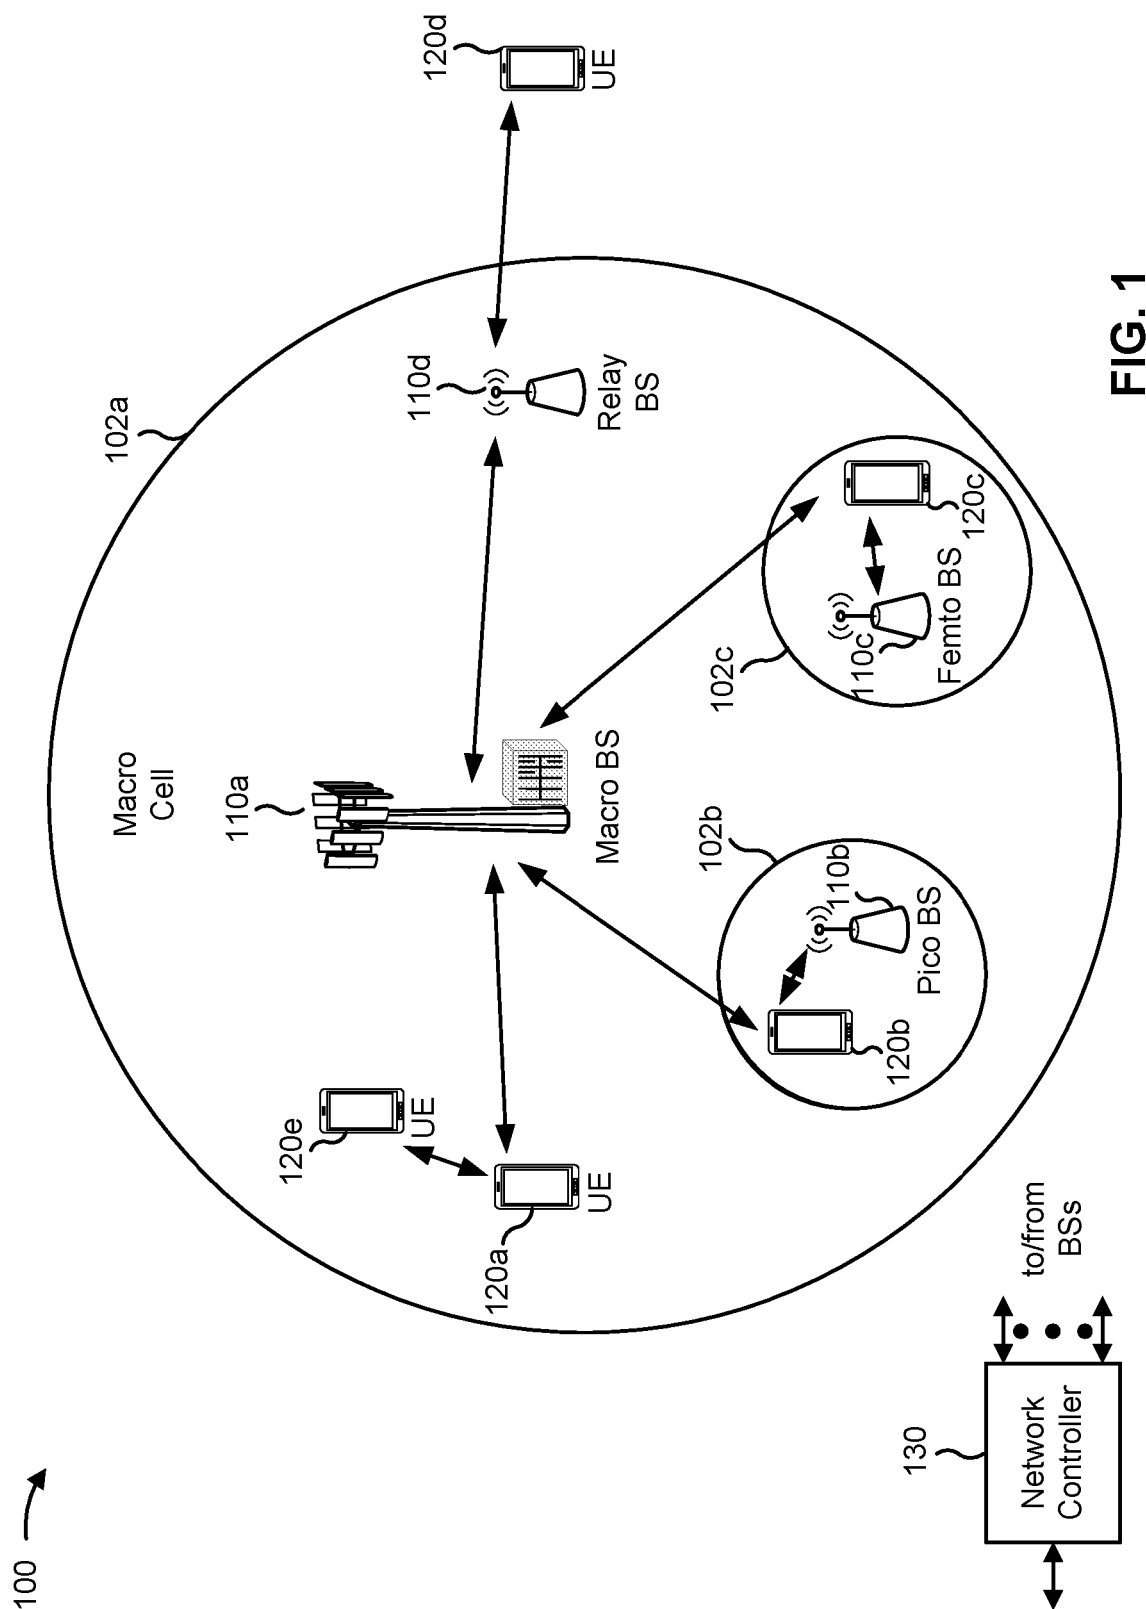 100
102a
Macro
Cell
110a
120d
UE
120e
UE
110d
Relay
BS
120a
UE
Macro BS
102b
102c
110b
Pico BS
120b
110c
Femto BS
120c
130
Network
Controller
to/from
BSs
FIG. 1